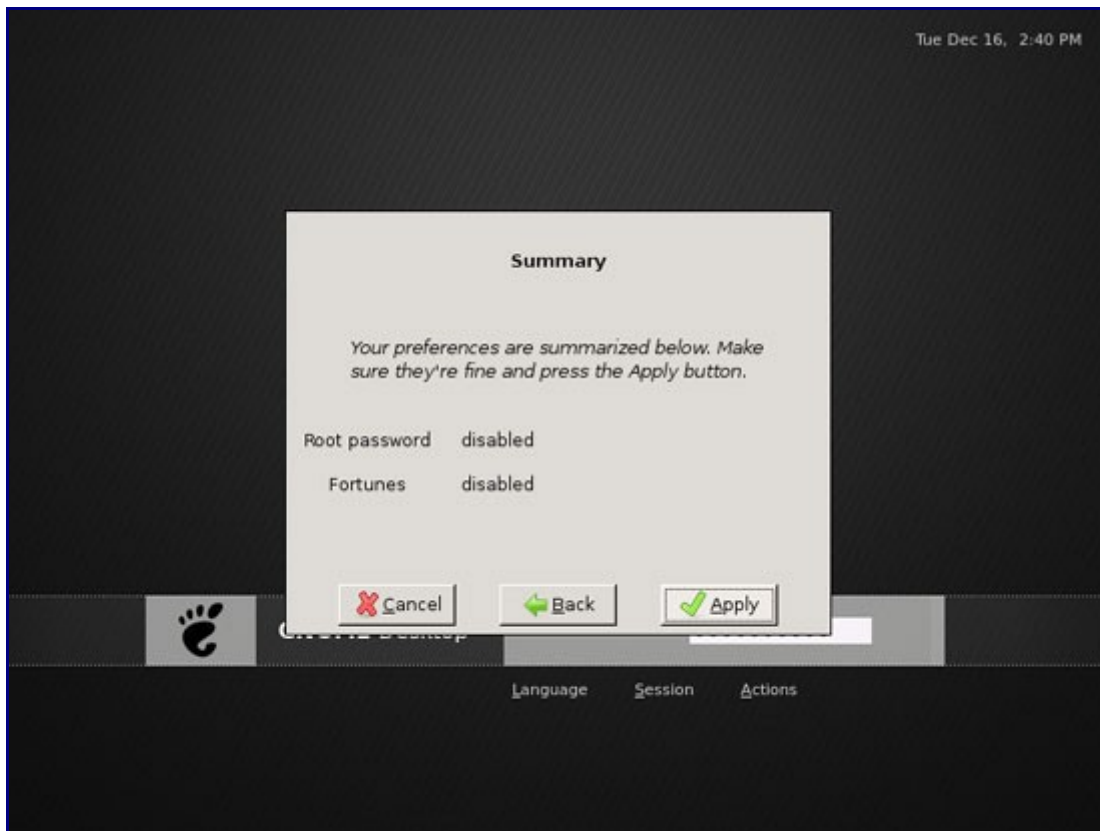 Tue Dec 16, 2:40 PM
Summary
Your preferences are summarized below. Make
sure they're fine and press the Apply button.
Root password disabled
Fortunes disabled
Cancel Back Apply
Desktop
Language Session Actions